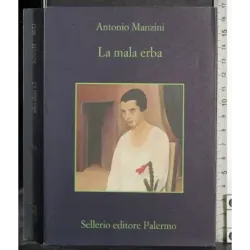 Antonio Manzini
La mala erba
Sellerio editore Palermo